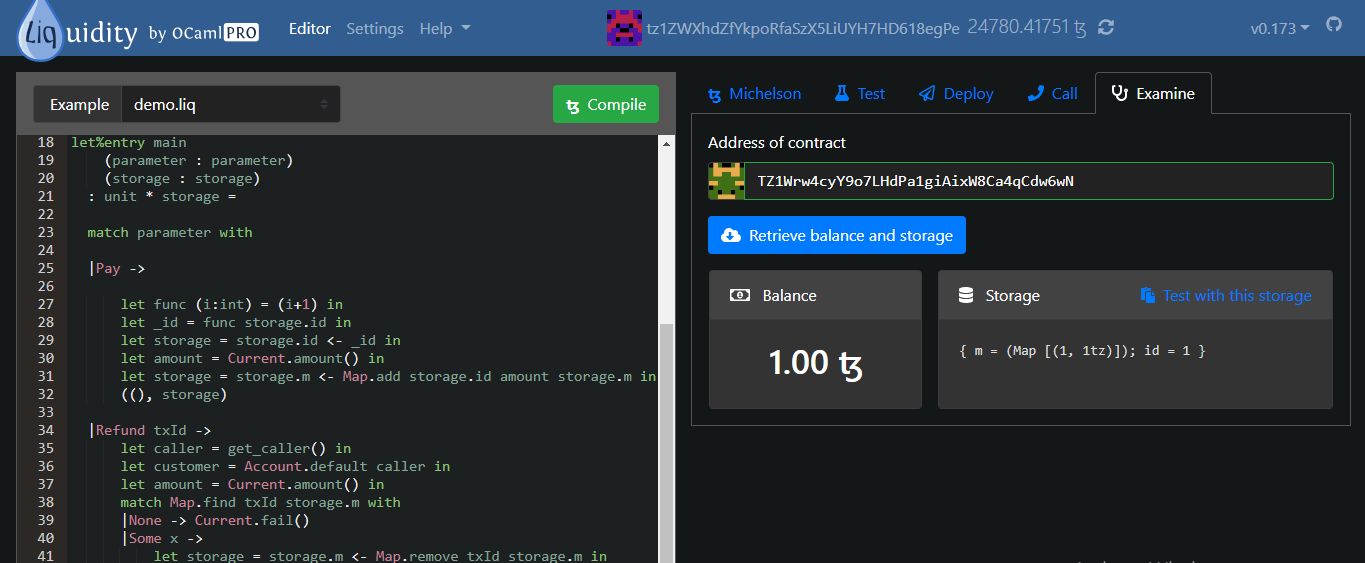 Liquidity by OCamlPRO Editor Settings Help tz1ZWXhdZfYkpoRfaSzX5LiUYH7HD618egPe 24780.41751 ꜩ v0.173
Example demo.liq ꜩ Compile
18 let%entry main
19 (parameter : parameter)
20 (storage : storage)
21 : unit * storage =
22
23 match parameter with
24
25 |Pay ->
26
27 let func (i:int) = (i+1) in
28 let _id = func storage.id in
29 let storage = storage.id <- _id in
30 let amount = Current.amount() in
31 let storage = storage.m <- Map.add storage.id amount storage.m in
32 ((), storage)
33
34 |Refund txId ->
35 let caller = get_caller() in
36 let customer = Account.default caller in
37 let amount = Current.amount() in
38 match Map.find txId storage.m with
39 |None -> Current.fail()
40 |Some x ->
41 let storage = storage.m <- Map.remove txId storage.m in
ꜩ Michelson Test Deploy Call Examine
Address of contract
TZ1Wrw4cyY9o7LHdPa1giAixW8Ca4qCdw6wN
Retrieve balance and storage
Balance
1.00 ꜩ
Storage Test with this storage
{ m = (Map [(1, 1tz)]); id = 1 }